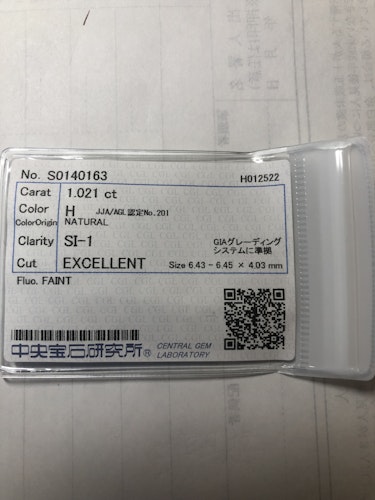 No. S0140163
H012522
Carat 1.021 ct
Color H JJA/AGL認定No.201
ColorOrigin NATURAL
Clarity SI-1 GIAグレーディング
システムに準拠
Cut EXCELLENT Size 6.43 - 6.45 × 4.03 mm
Fluo. FAINT
中央宝石研究所® CENTRAL GEM
LABORATORY